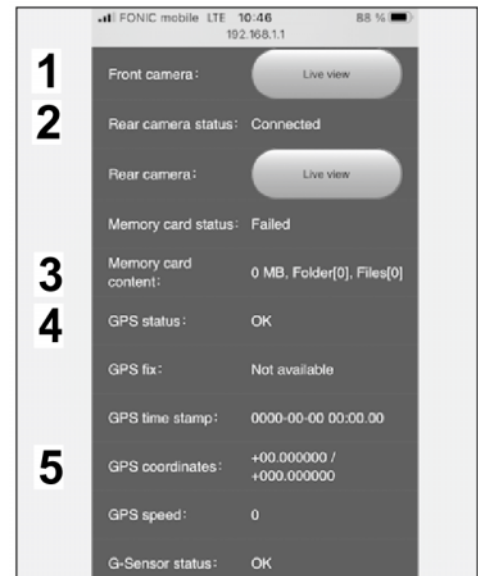 FONIC mobile LTE 10:46 88 %
192.168.1.1
1 Front camera: Live view
2 Rear camera status: Connected
Rear camera: Live view
Memory card status: Failed
3 Memory card
content: 0 MB, Folder[0], Files[0]
4 GPS status: OK
GPS fix: Not available
GPS time stamp: 0000-00-00 00:00.00
5 GPS coordinates: +00.000000 /
+000.000000
GPS speed: 0
G-Sensor status: OK